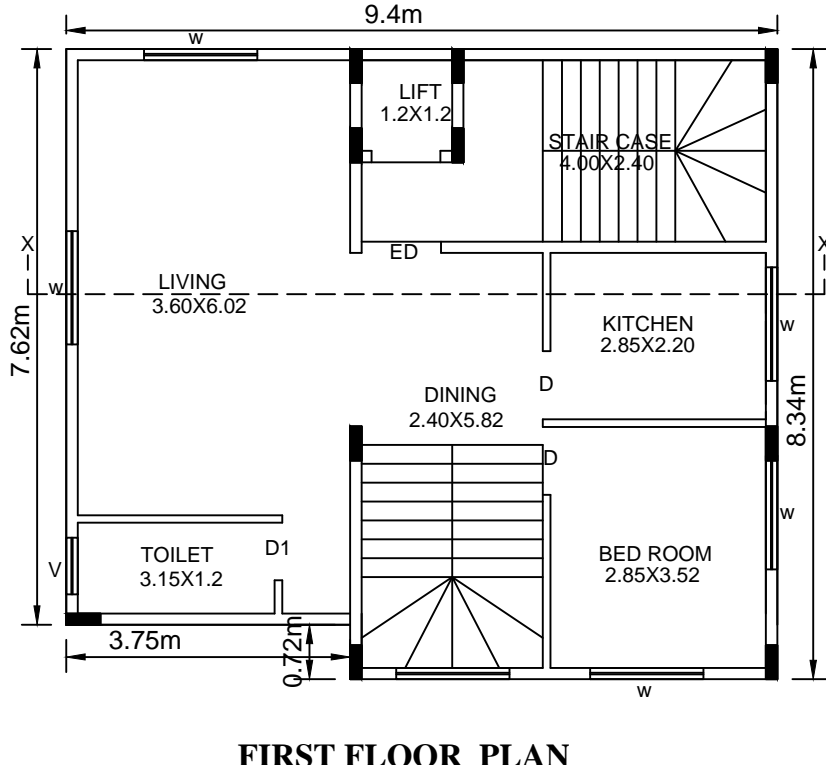 9.4m
w
LIFT
1.2X1.2
STAIR CASE
4.00X2.40
X
X
ED
w
LIVING
3.60X6.02
KITCHEN
2.85X2.20
w
7.62m
D
DINING
2.40X5.82
8.34m
D
w
TOILET
3.15X1.2
D1
V
BED ROOM
2.85X3.52
3.75m
0.72m
w
FIRST FLOOR PLAN